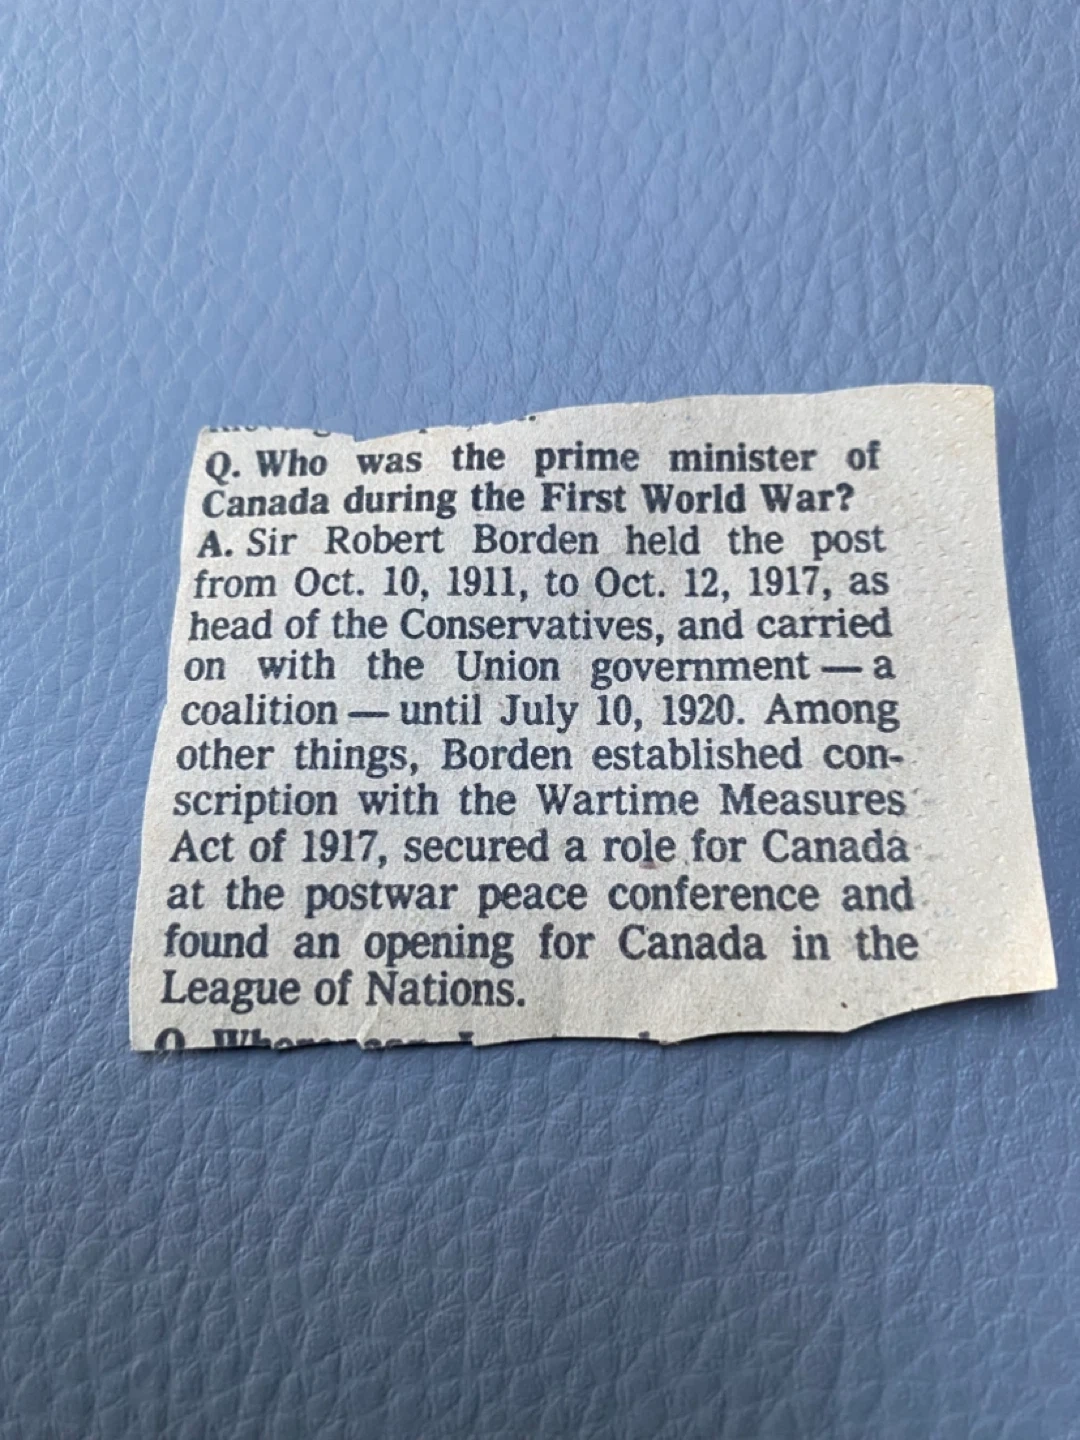 Q. Who was the prime minister of
Canada during the First World War?
A. Sir Robert Borden held the post
from Oct. 10, 1911, to Oct. 12, 1917, as
head of the Conservatives, and carried
on with the Union government — a
coalition — until July 10, 1920. Among
other things, Borden established con-
scription with the Wartime Measures
Act of 1917, secured a role for Canada
at the postwar peace conference and
found an opening for Canada in the
League of Nations.
Q.